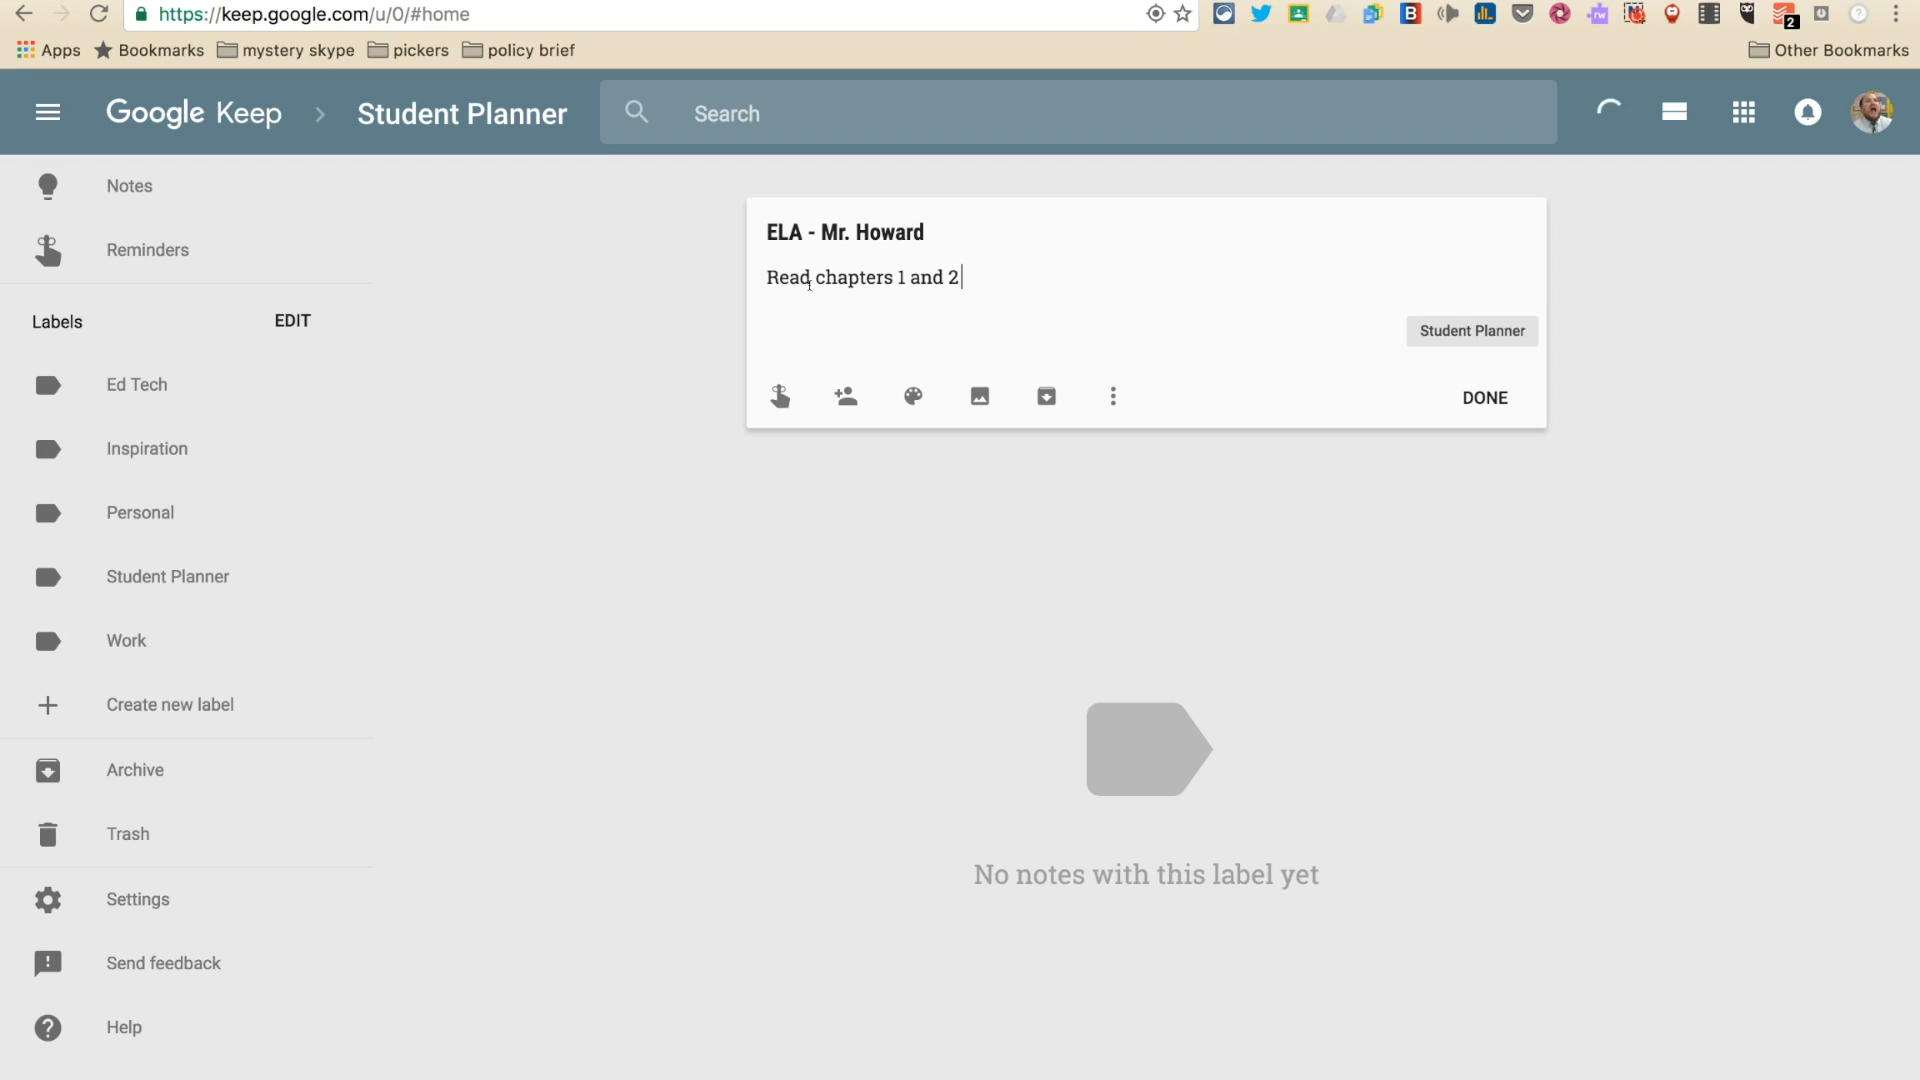 https://keep.google.com/u/0/#home
Apps
Bookmarks
mystery skype
pickers
policy brief
Other Bookmarks
B
rw
2
Google Keep
Student Planner
Search
Notes
Reminders
Labels
EDIT
Ed Tech
Inspiration
Personal
Student Planner
Work
Create new label
Archive
Trash
Settings
Send feedback
Help
ELA - Mr. Howard
Read chapters 1 and 2
Student Planner
DONE
No notes with this label yet